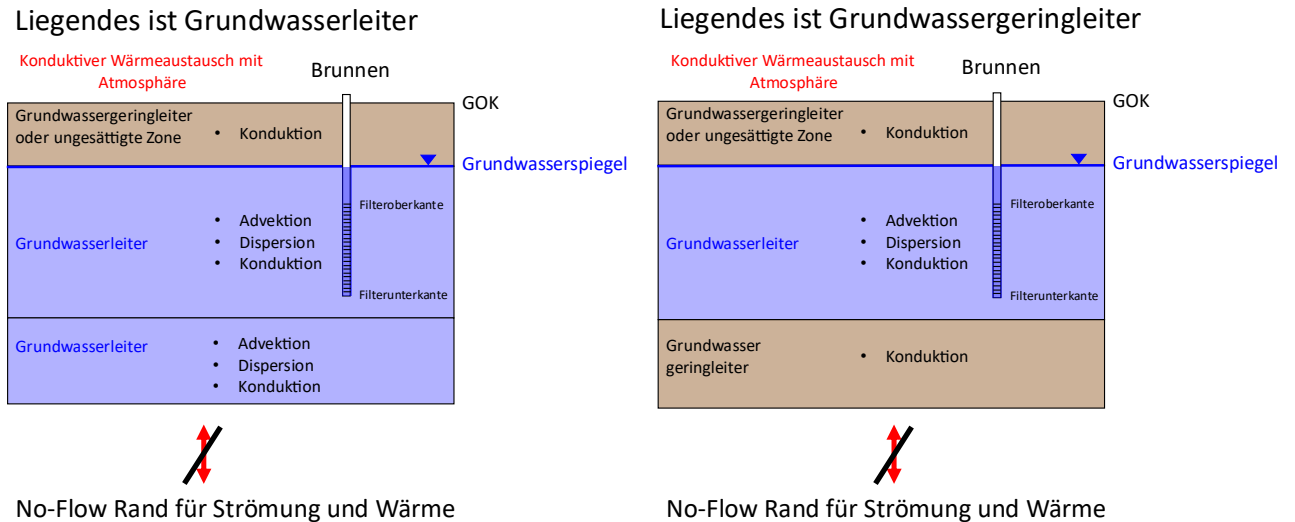 Liegendes ist Grundwasserleiter
Konduktiver Wärmeaustausch mit
Atmosphäre
Brunnen
GOK
Grundwassergeringleiter
oder ungesättigte Zone
• Konduktion
Grundwasserspiegel
Filteroberkante
Grundwasserleiter
• Advektion
• Dispersion
• Konduktion
Filterunterkante
Grundwasserleiter
• Advektion
• Dispersion
• Konduktion
No-Flow Rand für Strömung und Wärme
Liegendes ist Grundwassergeringleiter
Konduktiver Wärmeaustausch mit
Atmosphäre
Brunnen
GOK
Grundwassergeringleiter
oder ungesättigte Zone
• Konduktion
Grundwasserspiegel
Filteroberkante
Grundwasserleiter
• Advektion
• Dispersion
• Konduktion
Filterunterkante
Grundwasser
geringleiter
• Konduktion
No-Flow Rand für Strömung und Wärme